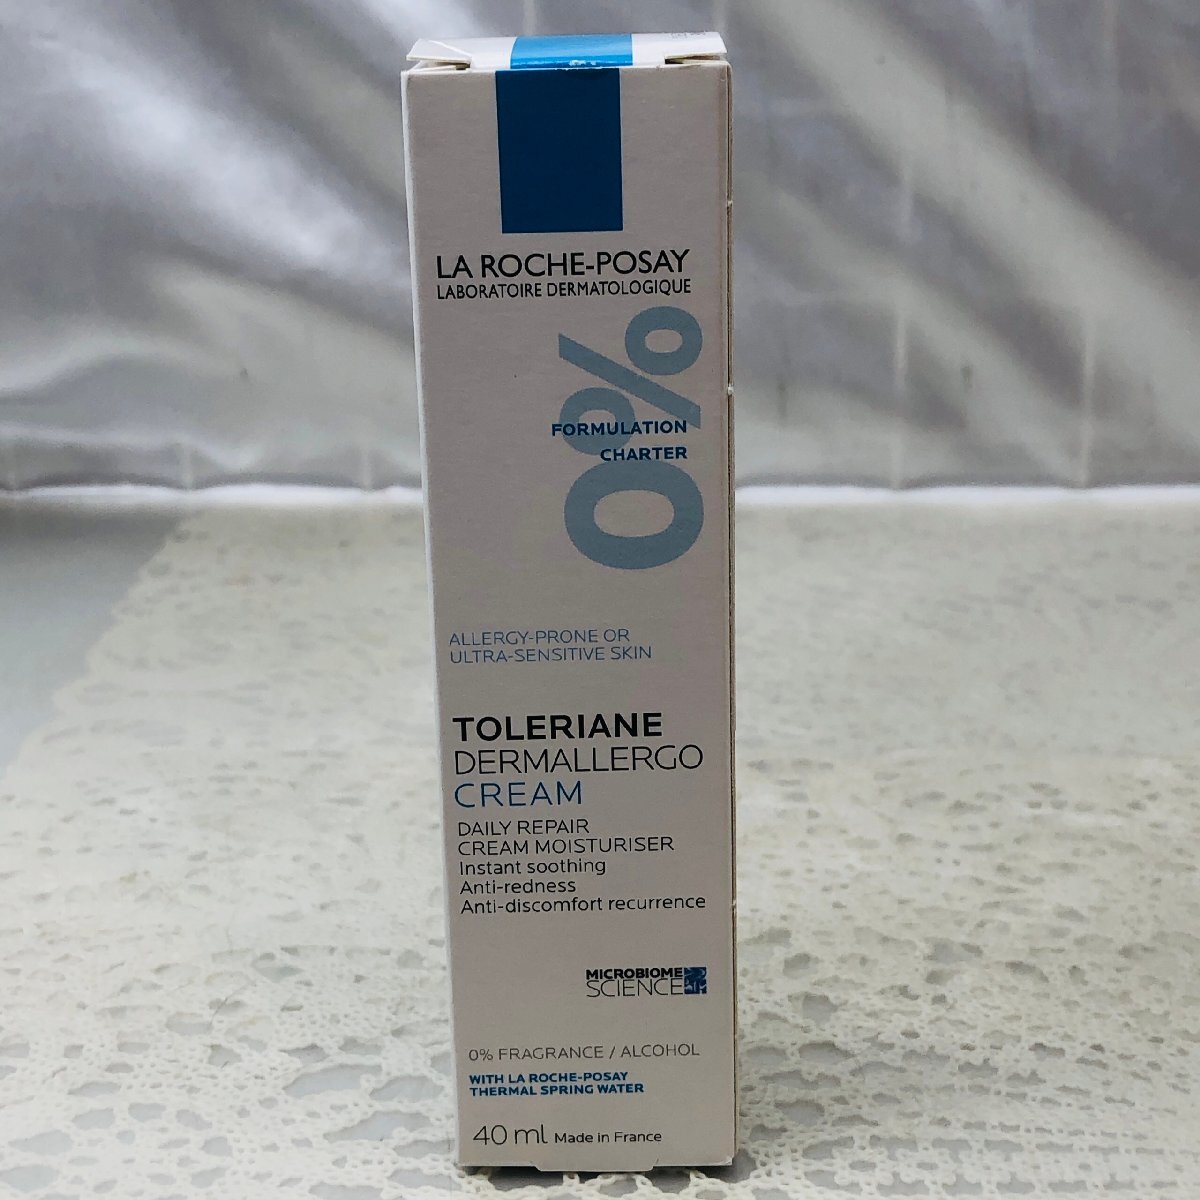 LA ROCHE-POSAY
LABORATOIRE DERMATOLOGIQUE
0%
FORMULATION
CHARTER
ALLERGY-PRONE OR
ULTRA-SENSITIVE SKIN
TOLERIANE
DERMALLERGO
CREAM
DAILY REPAIR
CREAM MOISTURISER
Instant soothing
Anti-redness
Anti-discomfort recurrence
MICROBIOME
SCIENCE
0% FRAGRANCE / ALCOHOL
WITH LA ROCHE-POSAY
THERMAL SPRING WATER
40 ml Made in France